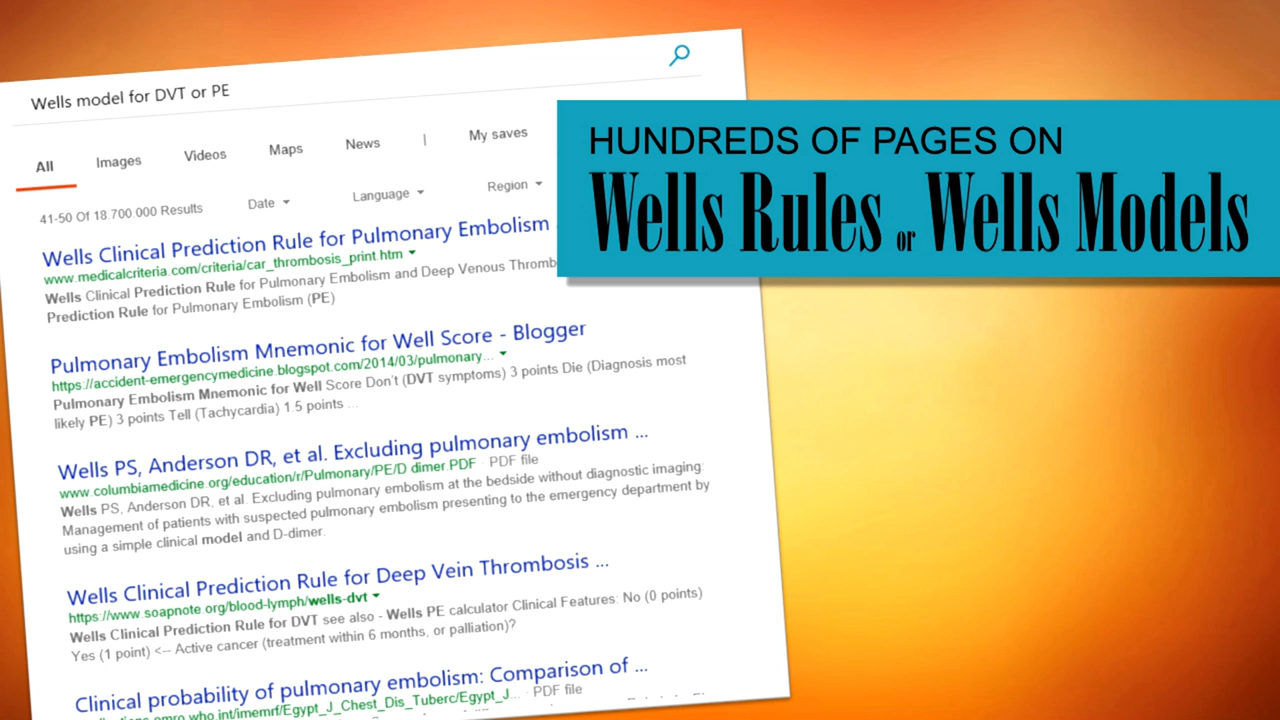 Wells model for DVT or PE
HUNDREDS OF PAGES ON
Wells Rules or Wells Models
All Images Videos Maps News | My saves
41-50 Of 18.700.000 Results Date Language Region
Wells Clinical Prediction Rule for Pulmonary Embolism
www.medicalcriteria.com/criteria/car_thrombosis_print.htm
Wells Clinical Prediction Rule for Pulmonary Embolism and Deep Venous Thromb
Prediction Rule for Pulmonary Embolism (PE)
Pulmonary Embolism Mnemonic for Well Score - Blogger
https://accident-emergencymedicine.blogspot.com/2014/03/pulmonary...
Pulmonary Embolism Mnemonic for Well Score Don't (DVT symptoms) 3 points Die (Diagnosis most
likely PE) 3 points Tell (Tachycardia) 1.5 points ...
Wells PS, Anderson DR, et al. Excluding pulmonary embolism ...
www.columbiamedicine.org/education/r/Pulmonary/PE/D dimer.PDF · PDF file
Wells PS, Anderson DR, et al. Excluding pulmonary embolism at the bedside without diagnostic imaging:
Management of patients with suspected pulmonary embolism presenting to the emergency department by
using a simple clinical model and D-dimer.
Wells Clinical Prediction Rule for Deep Vein Thrombosis ...
https://www.soapnote.org/blood-lymph/wells-dvt
Wells Clinical Prediction Rule for DVT see also - Wells PE calculator Clinical Features: No (0 points)
Yes (1 point) <-- Active cancer (treatment within 6 months, or palliation)?
Clinical probability of pulmonary embolism: Comparison of ...
.who.int/imemrf/Egypt_J_Chest_Dis_Tuberc/Egypt_J... · PDF file